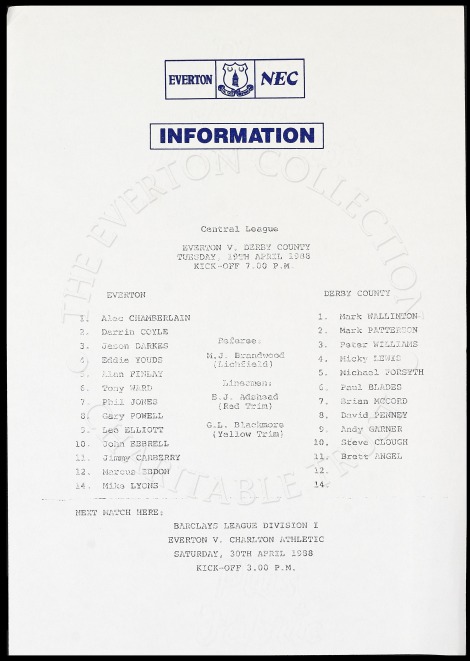 EVERTON NEC
INFORMATION
THE EVERTON COLLECTION
CHARITABLE TRUST
Central League
EVERTON V. DERBY COUNTY
TUESDAY, 19TH APRIL 1988
KICK-OFF 7.00 P.M.
EVERTON
1. Alec CHAMBERLAIN
2. Darrin COYLE
3. Jason DARKES
4. Eddie YOUDS
5. Alan FINLAY
6. Tony WARD
7. Phil JONES
8. Gary POWELL
9. Les ELLIOTT
10. John EBBRELL
11. Jimmy CARBERRY
12. Marcus EBDON
14. Mike LYONS
Referee:
M.J. Brandwood
(Lichfield)
Linesmen:
E.J. Adshead
(Red Trim)
G.L. Blackmore
(Yellow Trim)
DERBY COUNTY
1. Mark WALLINTON
2. Mark PATTERSON
3. Peter WILLIAMS
4. Micky LEWIS
5. Michael FORSYTH
6. Paul BLADES
7. Brian MCCORD
8. David PENNEY
9. Andy GARNER
10. Steve CLOUGH
11. Brett ANGEL
12.
14.
NEXT MATCH HERE:
BARCLAYS LEAGUE DIVISION I
EVERTON V. CHARLTON ATHLETIC
SATURDAY, 30TH APRIL 1988
KICK-OFF 3.00 P.M.